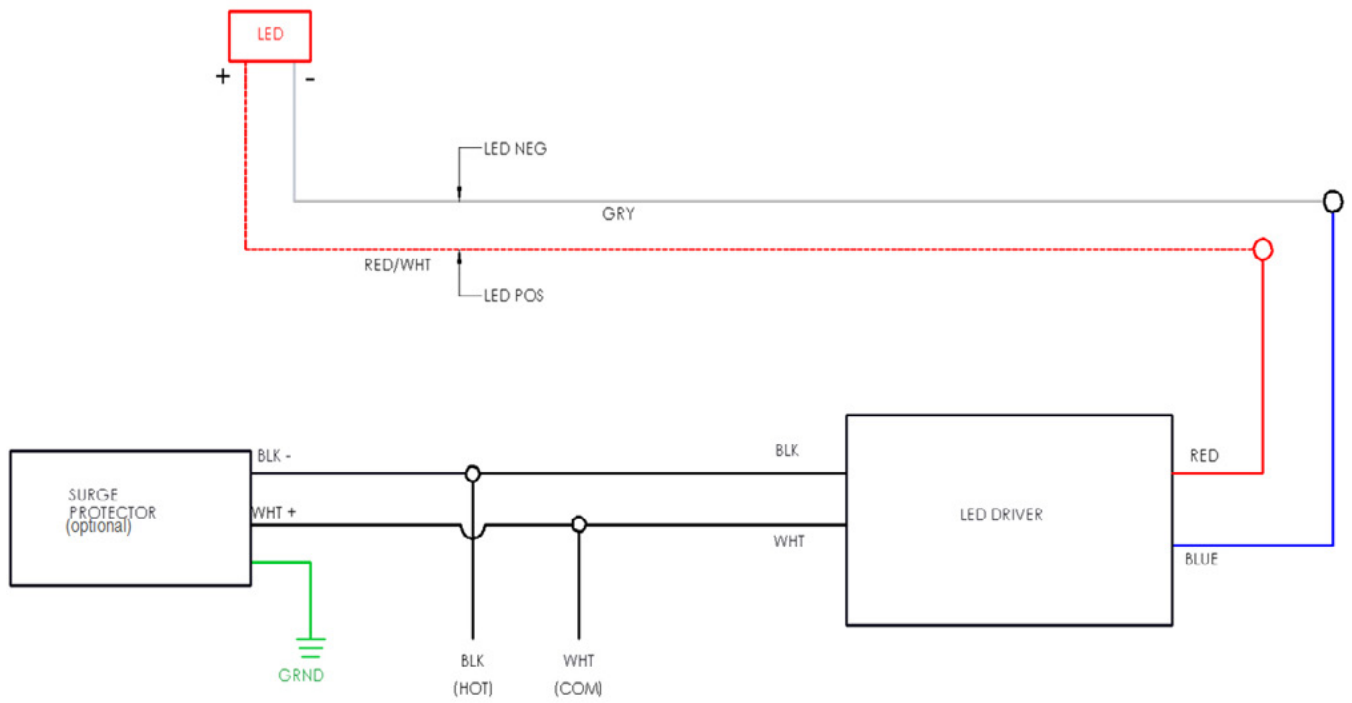 LED
+
-
LED NEG
GRY
RED/WHT
LED POS
BLK -
BLK
RED
SURGE
PROTECTOR
(optional)
WHT +
LED DRIVER
WHT
BLUE
GRND
BLK
(HOT)
WHT
(COM)